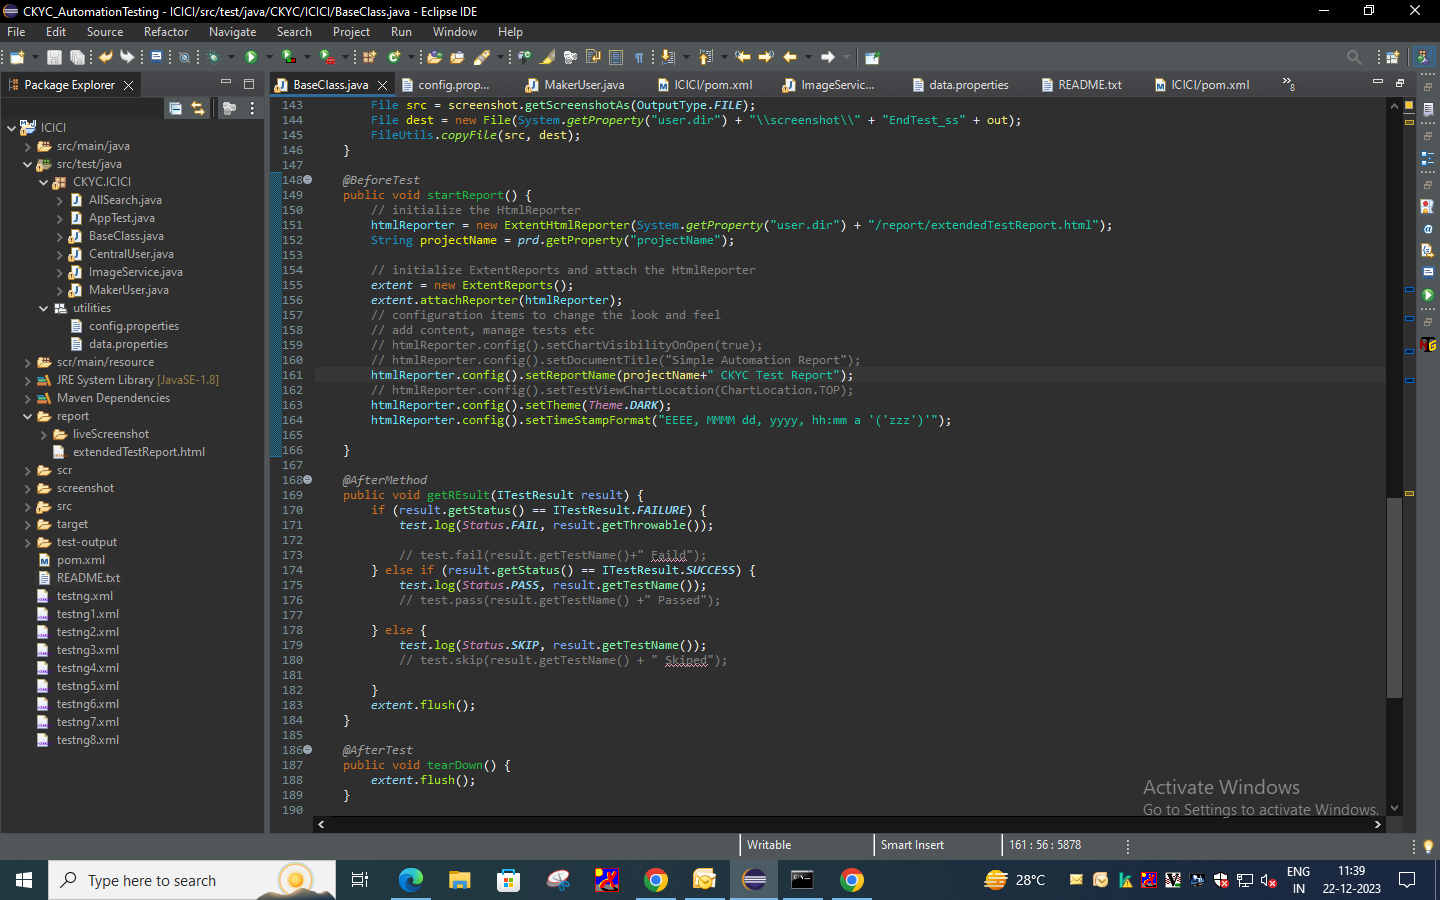 CKYC_AutomationTesting - ICICI/src/test/java/CKYC/ICICI/BaseClass.java - Eclipse IDE
File Edit Source Refactor Navigate Search Project Run Window Help
Package Explorer
BaseClass.java config.prop... MakerUser.java ICICI/pom.xml ImageServic... data.properties README.txt ICICI/pom.xml »8
ICICI
src/main/java
src/test/java
CKYC.ICICI
AllSearch.java
AppTest.java
BaseClass.java
CentralUser.java
ImageService.java
MakerUser.java
utilities
config.properties
data.properties
scr/main/resource
JRE System Library [JavaSE-1.8]
Maven Dependencies
report
liveScreenshot
extendedTestReport.html
scr
screenshot
src
target
test-output
pom.xml
README.txt
testng.xml
testng1.xml
testng2.xml
testng3.xml
testng4.xml
testng5.xml
testng6.xml
testng7.xml
testng8.xml
143 File src = screenshot.getScreenshotAs(OutputType.FILE);
144 File dest = new File(System.getProperty("user.dir") + "\\screenshot\\" + "EndTest_ss" + out);
145 FileUtils.copyFile(src, dest);
146 }
147
148 @BeforeTest
149 public void startReport() {
150 // initialize the HtmlReporter
151 htmlReporter = new ExtentHtmlReporter(System.getProperty("user.dir") + "/report/extendedTestReport.html");
152 String projectName = prd.getProperty("projectName");
153
154 // initialize ExtentReports and attach the HtmlReporter
155 extent = new ExtentReports();
156 extent.attachReporter(htmlReporter);
157 // configuration items to change the look and feel
158 // add content, manage tests etc
159 // htmlReporter.config().setChartVisibilityOnOpen(true);
160 // htmlReporter.config().setDocumentTitle("Simple Automation Report");
161 htmlReporter.config().setReportName(projectName+" CKYC Test Report");
162 // htmlReporter.config().setTestViewChartLocation(ChartLocation.TOP);
163 htmlReporter.config().setTheme(Theme.DARK);
164 htmlReporter.config().setTimeStampFormat("EEEE, MMMM dd, yyyy, hh:mm a '('zzz')'");
165
166 }
167
168 @AfterMethod
169 public void getREsult(ITestResult result) {
170 if (result.getStatus() == ITestResult.FAILURE) {
171 test.log(Status.FAIL, result.getThrowable());
172
173 // test.fail(result.getTestName()+" Faild");
174 } else if (result.getStatus() == ITestResult.SUCCESS) {
175 test.log(Status.PASS, result.getTestName());
176 // test.pass(result.getTestName() +" Passed");
177
178 } else {
179 test.log(Status.SKIP, result.getTestName());
180 // test.skip(result.getTestName() + " Skiped");
181
182 }
183 extent.flush();
184 }
185
186 @AfterTest
187 public void tearDown() {
188 extent.flush();
189 }
190
Activate Windows
Go to Settings to activate Windows.
Writable Smart Insert 161 : 56 : 5878
Type here to search
28°C
ENG
IN
11:39
22-12-2023